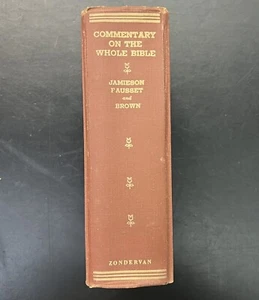 COMMENTARY
ON THE
WHOLE BIBLE
JAMIESON
FAUSSET
and
BROWN
ZONDERVAN